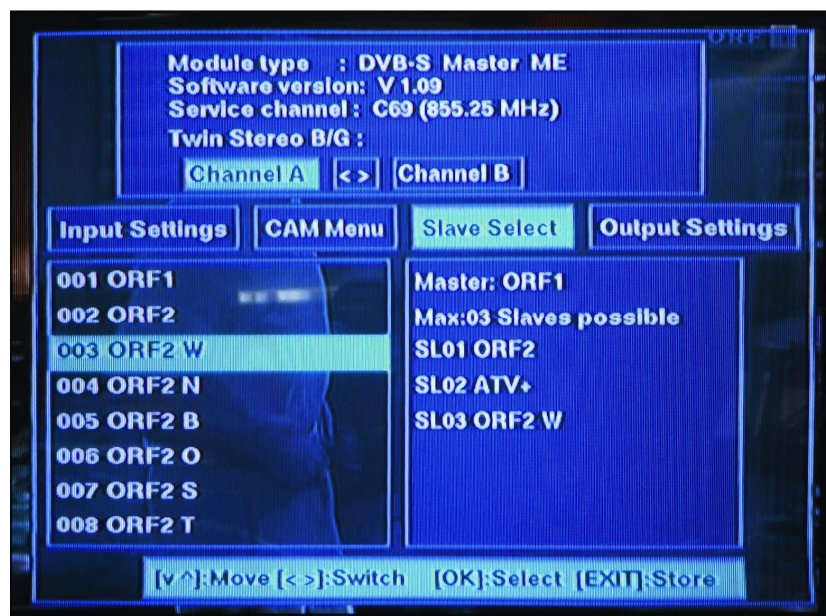 ORF 1
Module type : DVB-S Master ME
Software version: V 1.09
Service channel : C69 (855.25 MHz)
Twin Stereo B/G :
Channel A < > Channel B
Input Settings CAM Menu Slave Select Output Settings
001 ORF1
002 ORF2
003 ORF2 W
004 ORF2 N
005 ORF2 B
006 ORF2 O
007 ORF2 S
008 ORF2 T
Master: ORF1
Max:03 Slaves possible
SL01 ORF2
SL02 ATV+
SL03 ORF2 W
[v ^]:Move [< >]:Switch [OK]:Select [EXIT]:Store